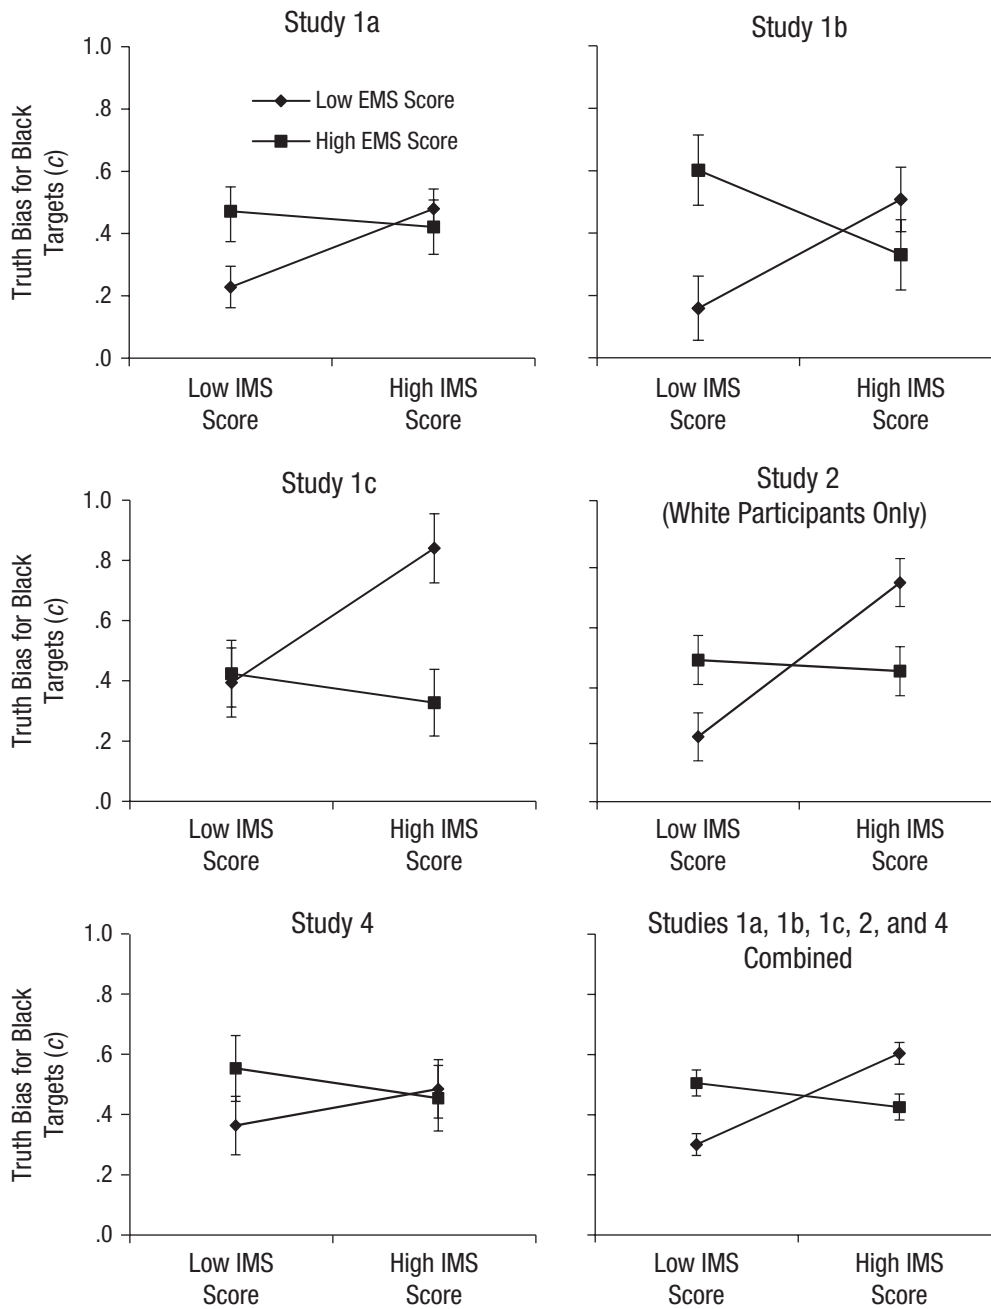 Study 1a
1.0
.8
.6
.4
.2
.0
Truth Bias for Black
Targets (c)
Low EMS Score
High EMS Score
Low IMS
Score
High IMS
Score
Study 1b
Low IMS
Score
High IMS
Score
Study 1c
1.0
.8
.6
.4
.2
.0
Truth Bias for Black
Targets (c)
Low IMS
Score
High IMS
Score
Study 2
(White Participants Only)
Low IMS
Score
High IMS
Score
Study 4
1.0
.8
.6
.4
.2
.0
Truth Bias for Black
Targets (c)
Low IMS
Score
High IMS
Score
Studies 1a, 1b, 1c, 2, and 4
Combined
Low IMS
Score
High IMS
Score